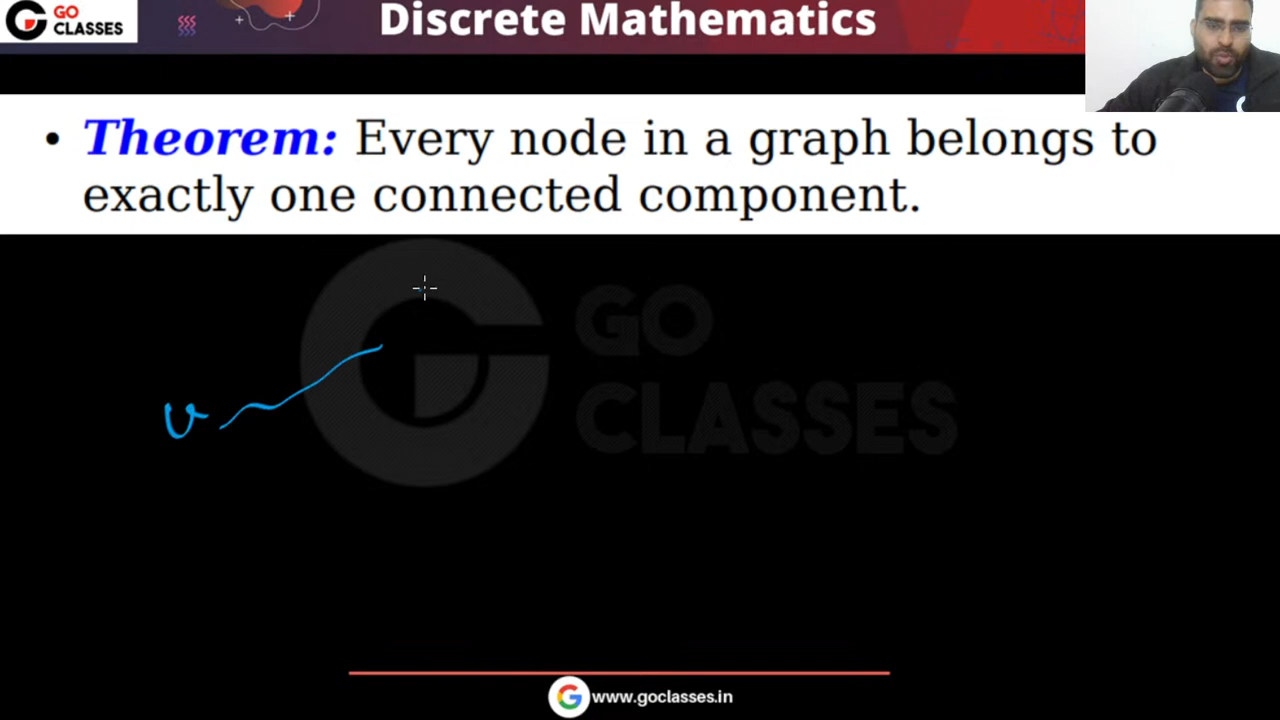 GO
CLASSES
Discrete Mathematics
• Theorem: Every node in a graph belongs to
exactly one connected component.
GO
CLASSES
v
www.goclasses.in